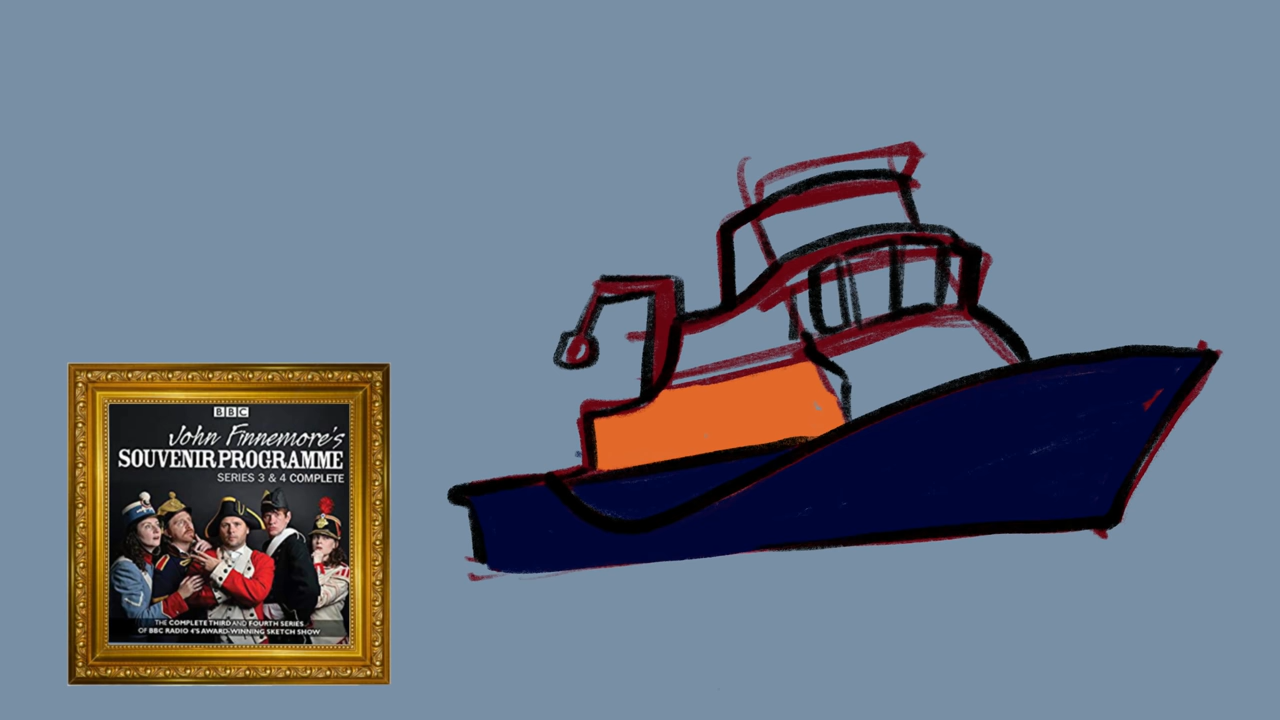 BBC
John Finnemore's
SOUVENIR PROGRAMME
SERIES 3 & 4 COMPLETE
THE COMPLETE THIRD AND FOURTH SERIES
OF BBC RADIO 4'S AWARD-WINNING SKETCH SHOW